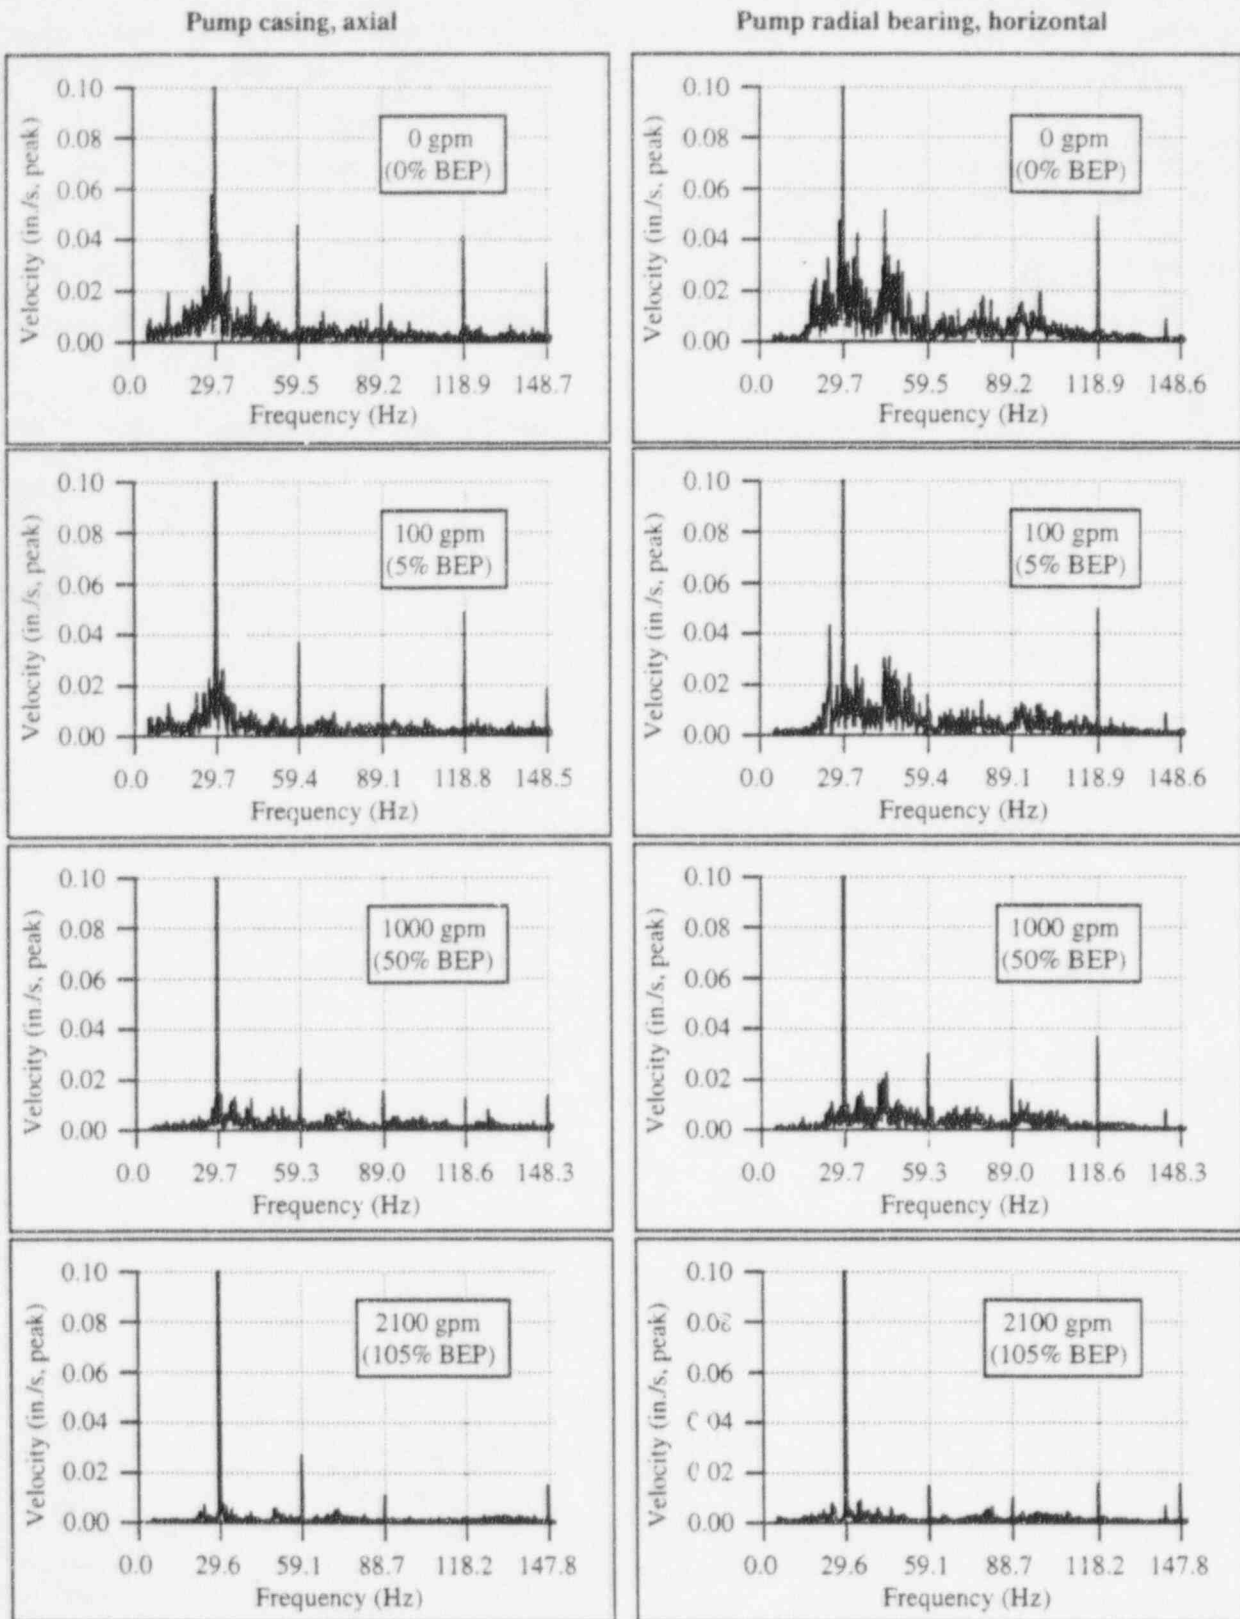 Pump casing, axial
Pump radial bearing, horizontal
Velocity (in./s, peak)
0.10
0.08
0.06
0.04
0.02
0.00
0 gpm
(0% BEP)
0.0 29.7 59.5 89.2 118.9 148.7
Frequency (Hz)
Velocity (in./s, peak)
0.10
0.08
0.06
0.04
0.02
0.00
0 gpm
(0% BEP)
0.0 29.7 59.5 89.2 118.9 148.6
Frequency (Hz)
Velocity (in./s, peak)
0.10
0.08
0.06
0.04
0.02
0.00
100 gpm
(5% BEP)
0.0 29.7 59.4 89.1 118.8 148.5
Frequency (Hz)
Velocity (in./s, peak)
0.10
0.08
0.06
0.04
0.02
0.00
100 gpm
(5% BEP)
0.0 29.7 59.4 89.1 118.9 148.6
Frequency (Hz)
Velocity (in./s, peak)
0.10
0.08
0.06
0.04
0.02
0.00
1000 gpm
(50% BEP)
0.0 29.7 59.3 89.0 118.6 148.3
Frequency (Hz)
Velocity (in./s, peak)
0.10
0.08
0.06
0.04
0.02
0.00
1000 gpm
(50% BEP)
0.0 29.7 59.3 89.0 118.6 148.3
Frequency (Hz)
Velocity (in./s, peak)
0.10
0.08
0.06
0.04
0.02
0.00
2100 gpm
(105% BEP)
0.0 29.6 59.1 88.7 118.2 147.8
Frequency (Hz)
Velocity (in./s, peak)
0.10
0.08
0.06
0.04
0.02
0.00
2100 gpm
(105% BEP)
0.0 29.6 59.1 88.7 118.2 147.8
Frequency (Hz)